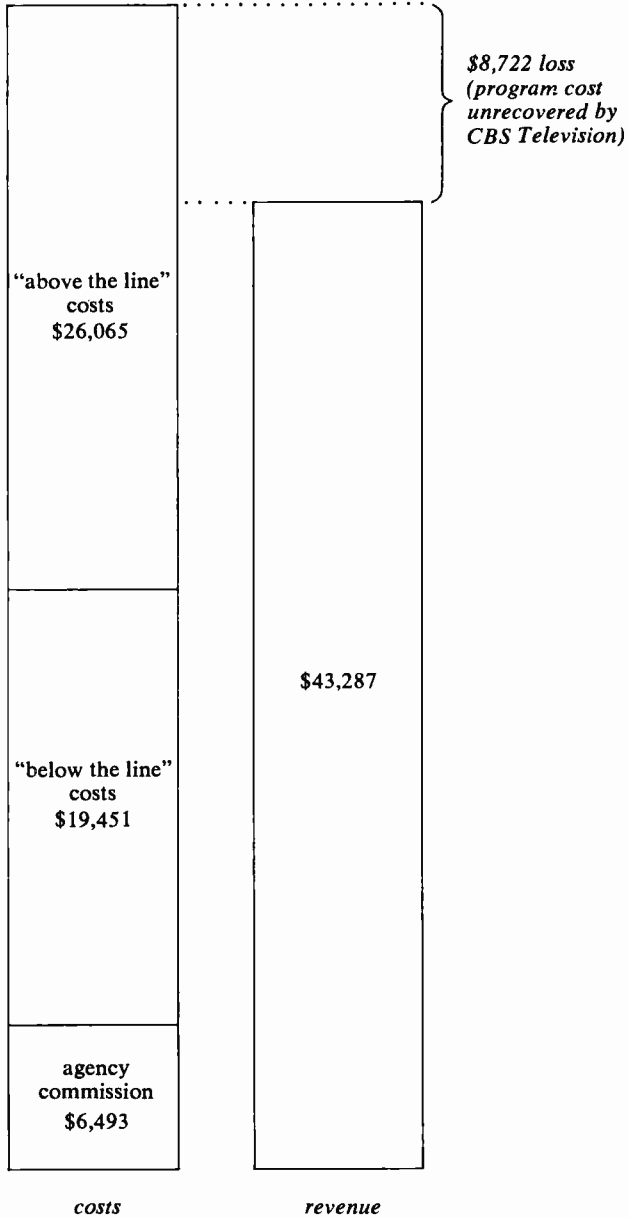 $8,722 loss
(program cost
unrecovered by
CBS Television)
“above the line”
costs
$26,065
$43,287
“below the line”
costs
$19,451
agency
commission
$6,493
costs
revenue